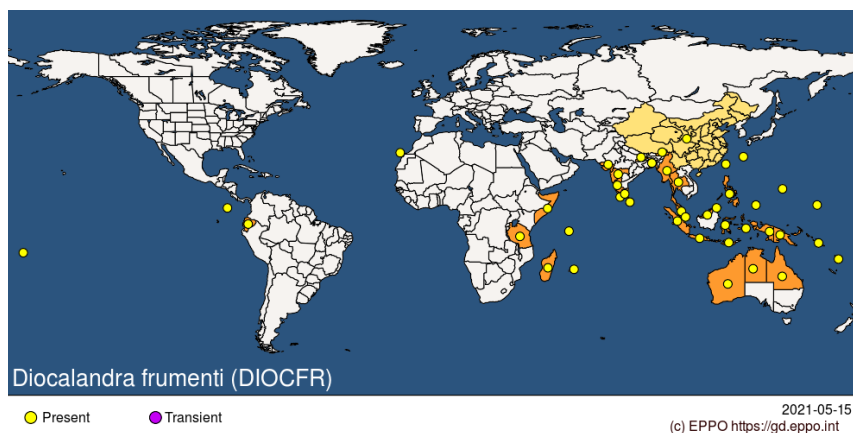 Diocalandra frumenti (DIOCFR)
Present
Transient
2021-05-15
(c) EPPO https://gd.eppo.int